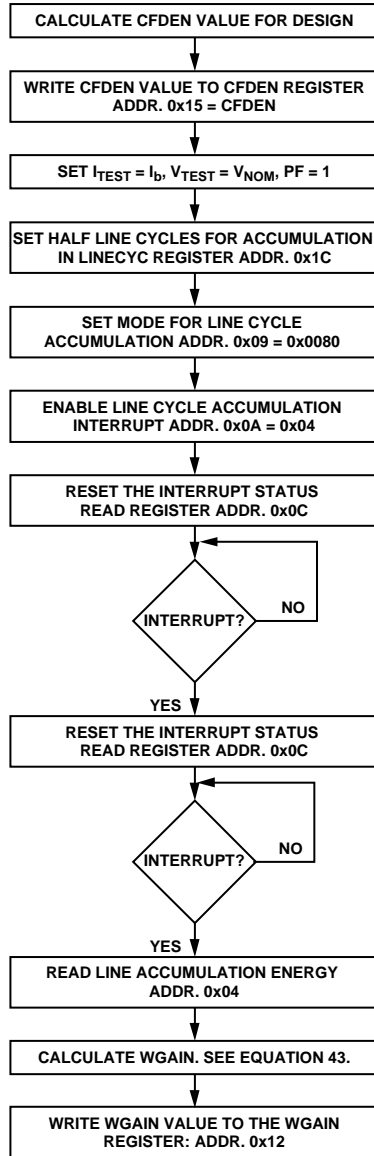 CALCULATE CFDEN VALUE FOR DESIGN
WRITE CFDEN VALUE TO CFDEN REGISTER
ADDR. 0x15 = CFDEN
SET I_TEST = I_b, V_TEST = V_NOM, PF = 1
SET HALF LINE CYCLES FOR ACCUMULATION
IN LINECYC REGISTER ADDR. 0x1C
SET MODE FOR LINE CYCLE
ACCUMULATION ADDR. 0x09 = 0x0080
ENABLE LINE CYCLE ACCUMULATION
INTERRUPT ADDR. 0x0A = 0x04
RESET THE INTERRUPT STATUS
READ REGISTER ADDR. 0x0C
INTERRUPT?
NO
YES
RESET THE INTERRUPT STATUS
READ REGISTER ADDR. 0x0C
INTERRUPT?
NO
YES
READ LINE ACCUMULATION ENERGY
ADDR. 0x04
CALCULATE WGAIN. SEE EQUATION 43.
WRITE WGAIN VALUE TO THE WGAIN
REGISTER: ADDR. 0x12